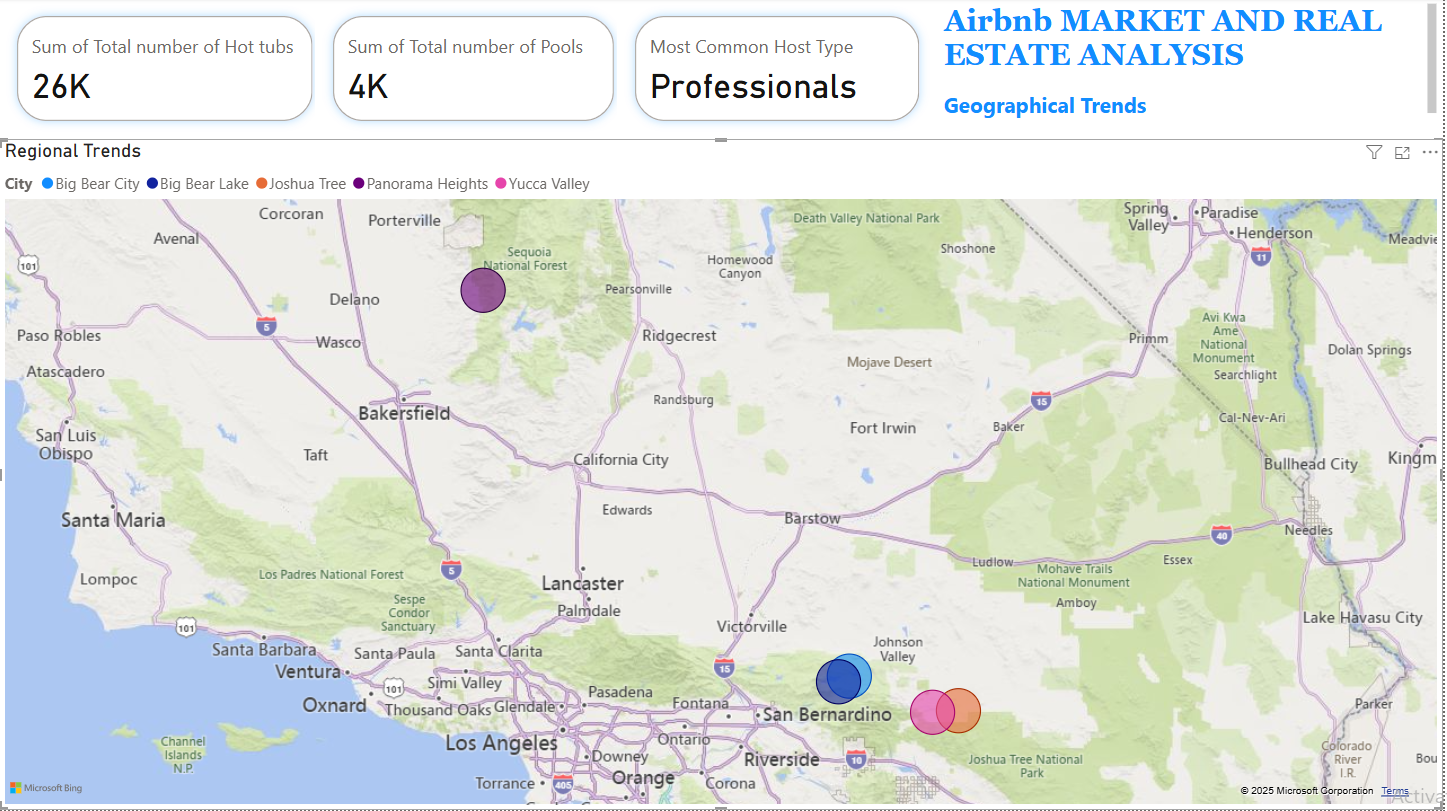 Sum of Total number of Hot tubs
26K
Sum of Total number of Pools
4K
Most Common Host Type
Professionals
Airbnb MARKET AND REAL
ESTATE ANALYSIS
Geographical Trends
Regional Trends
City Big Bear City Big Bear Lake Joshua Tree Panorama Heights Yucca Valley
Corcoran
Porterville
Death Valley National Park
Spring
Valley
Paradise
Henderson
Avenal
Sequoia
National Forest
Homewood
Canyon
Shoshone
Meadvie
101
11
Delano
Pearsonville
5
Paso Robles
Wasco
Ridgecrest
Avi Kwa
Ame
National
Monument
Primm
Dolan Springs
Atascadero
Mojave Desert
Searchlight
Randsburg
15
Bakersfield
Cal-Nev-Ari
San Luis
Obispo
Fort Irwin
Baker
Taft
California City
Bullhead City
Kingm
Santa Maria
Edwards
Barstow
Needles
40
Ludlow
Essex
5
Los Padres National Forest
Lompoc
Lancaster
Mohave Trails
National Monument
Palmdale
Amboy
Sespe
Condor
Sanctuary
101
Victorville
Lake Havasu City
Santa Barbara
Santa Paula
Santa Clarita
Johnson
Valley
Ventura
15
Simi Valley
101
Pasadena
Oxnard
Thousand Oaks
Glendale
Fontana
San Bernardino
Parker
Los Angeles
Ontario
Channel
Islands
N.P.
Downey
Riverside
10
Joshua Tree National
Park
Colorado
River
I.R.
Bou
Torrance
405
Orange
Corona
Microsoft Bing
© 2025 Microsoft Corporation Terms
Activa